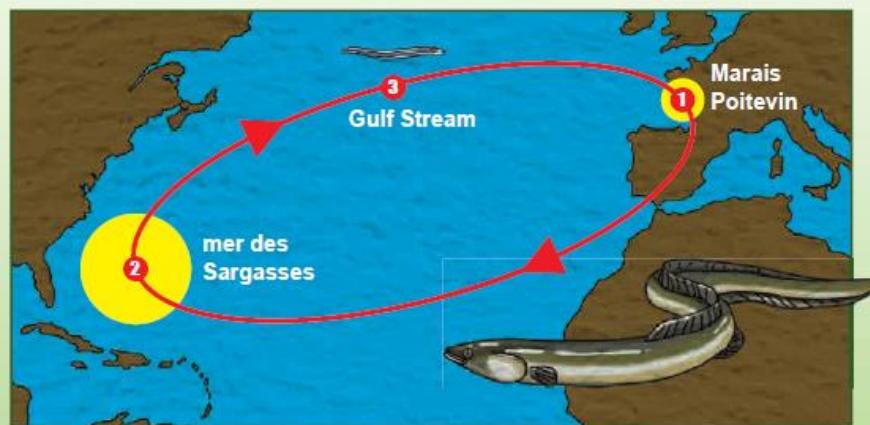 3
Gulf Stream
1
Marais
Poitevin
2
mer des
Sargasses